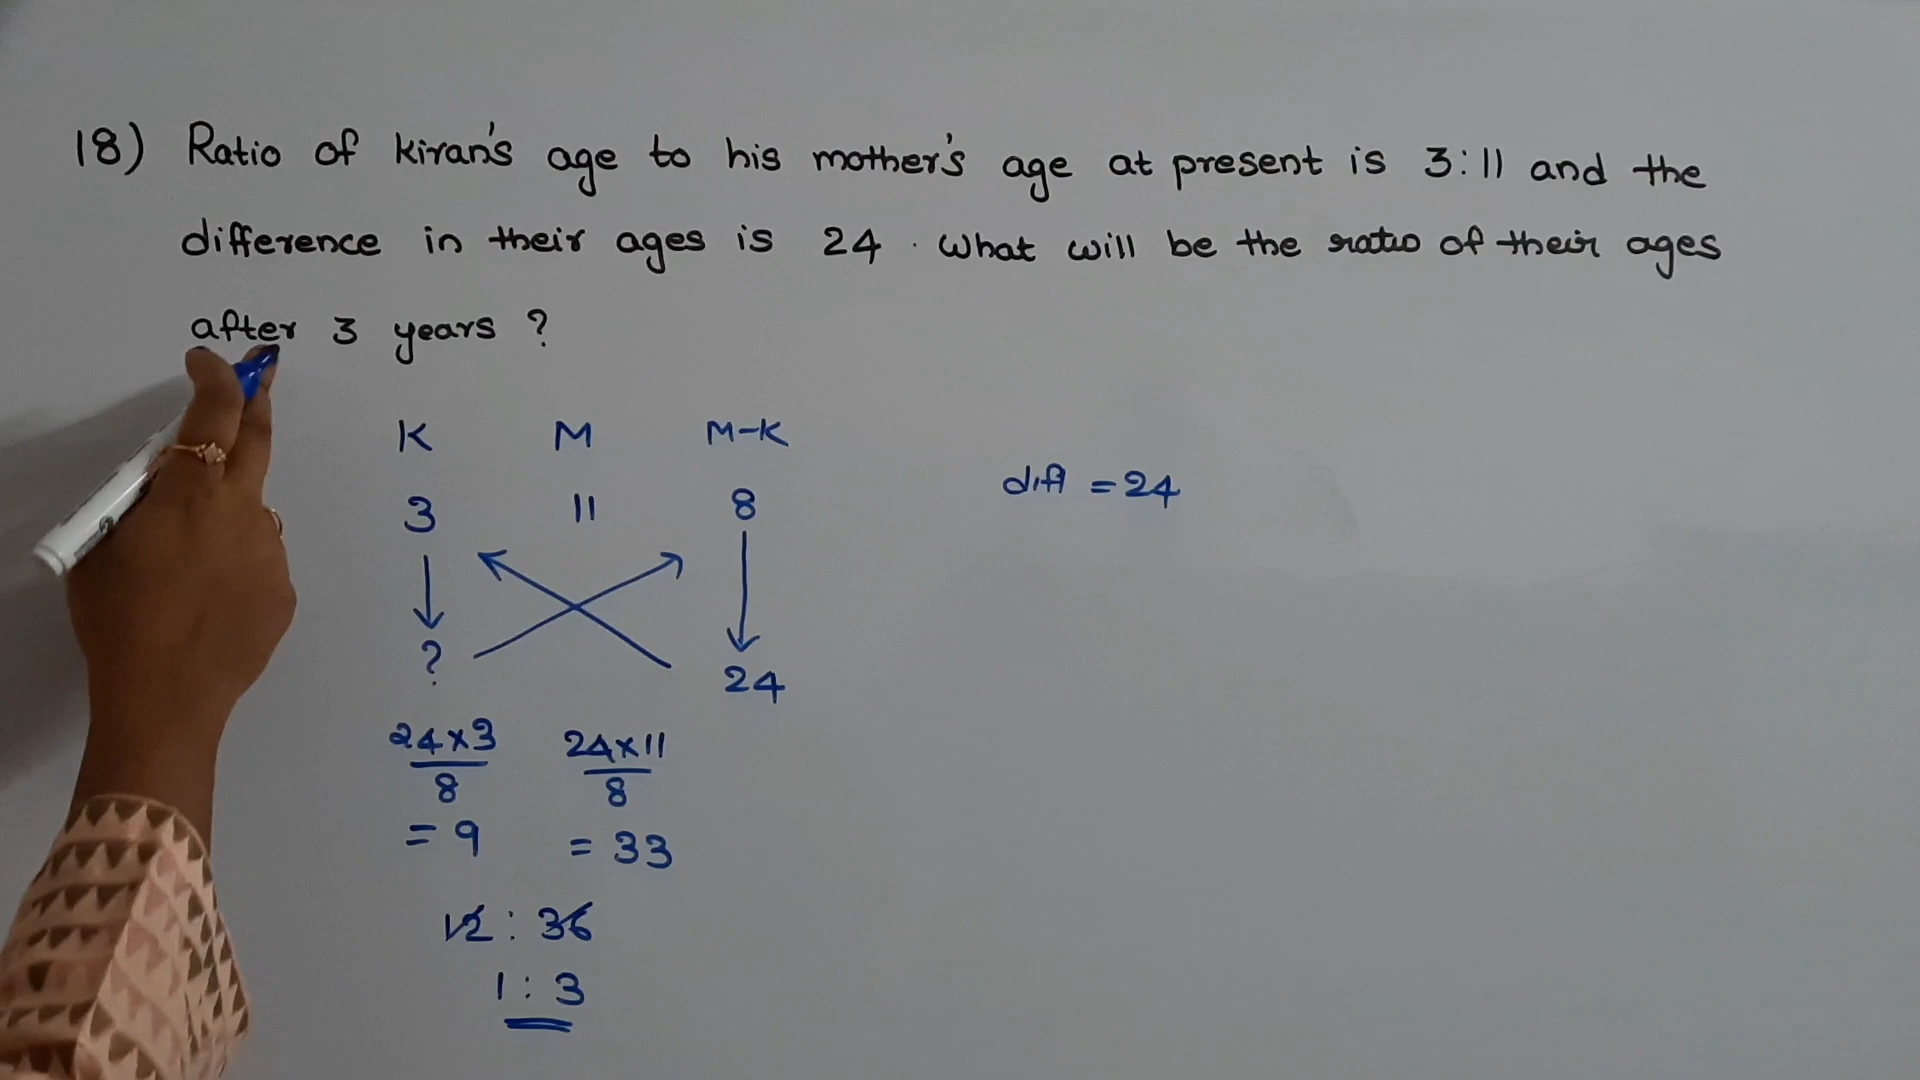 18) Ratio of kiran's age to his mother's age at present is 3:11 and the
difference in their ages is 24. What will be the ratio of their ages
after 3 years ?
K M M-K
diff = 24
3 11 8
? 24
24×3 24×11
8 8
= 9 = 33
12 : 36
1 : 3